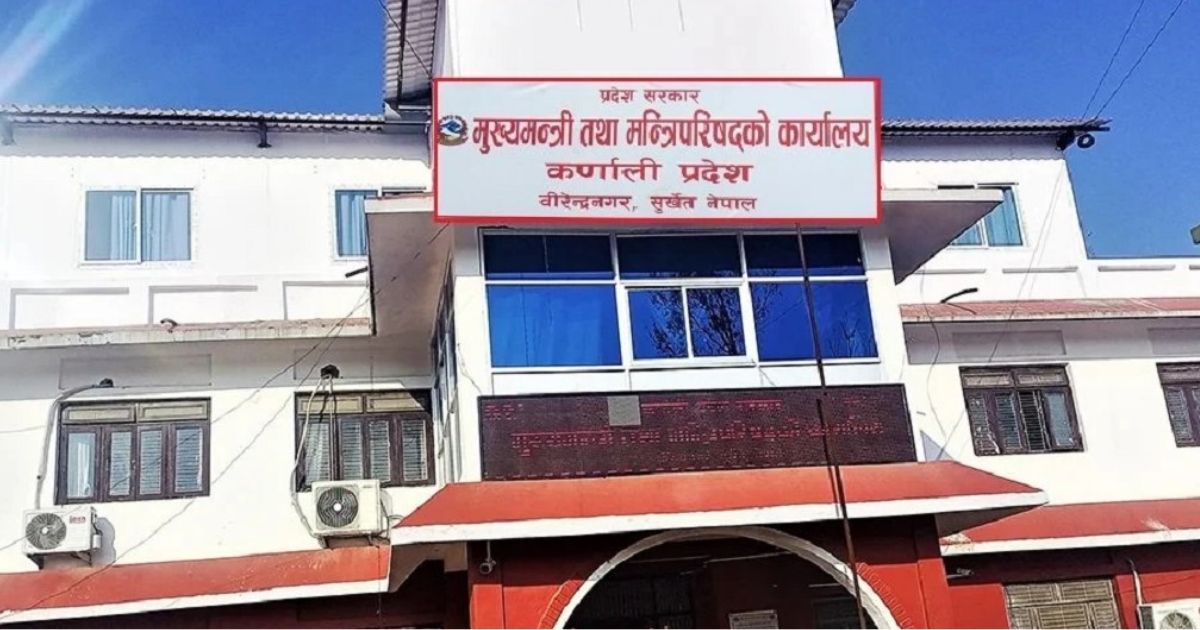 प्रदेश सरकार
मुख्यमन्त्री तथा मन्त्रिपरिषद्को कार्यालय
कर्णाली प्रदेश
वीरेन्द्रनगर, सुर्खेत नेपाल